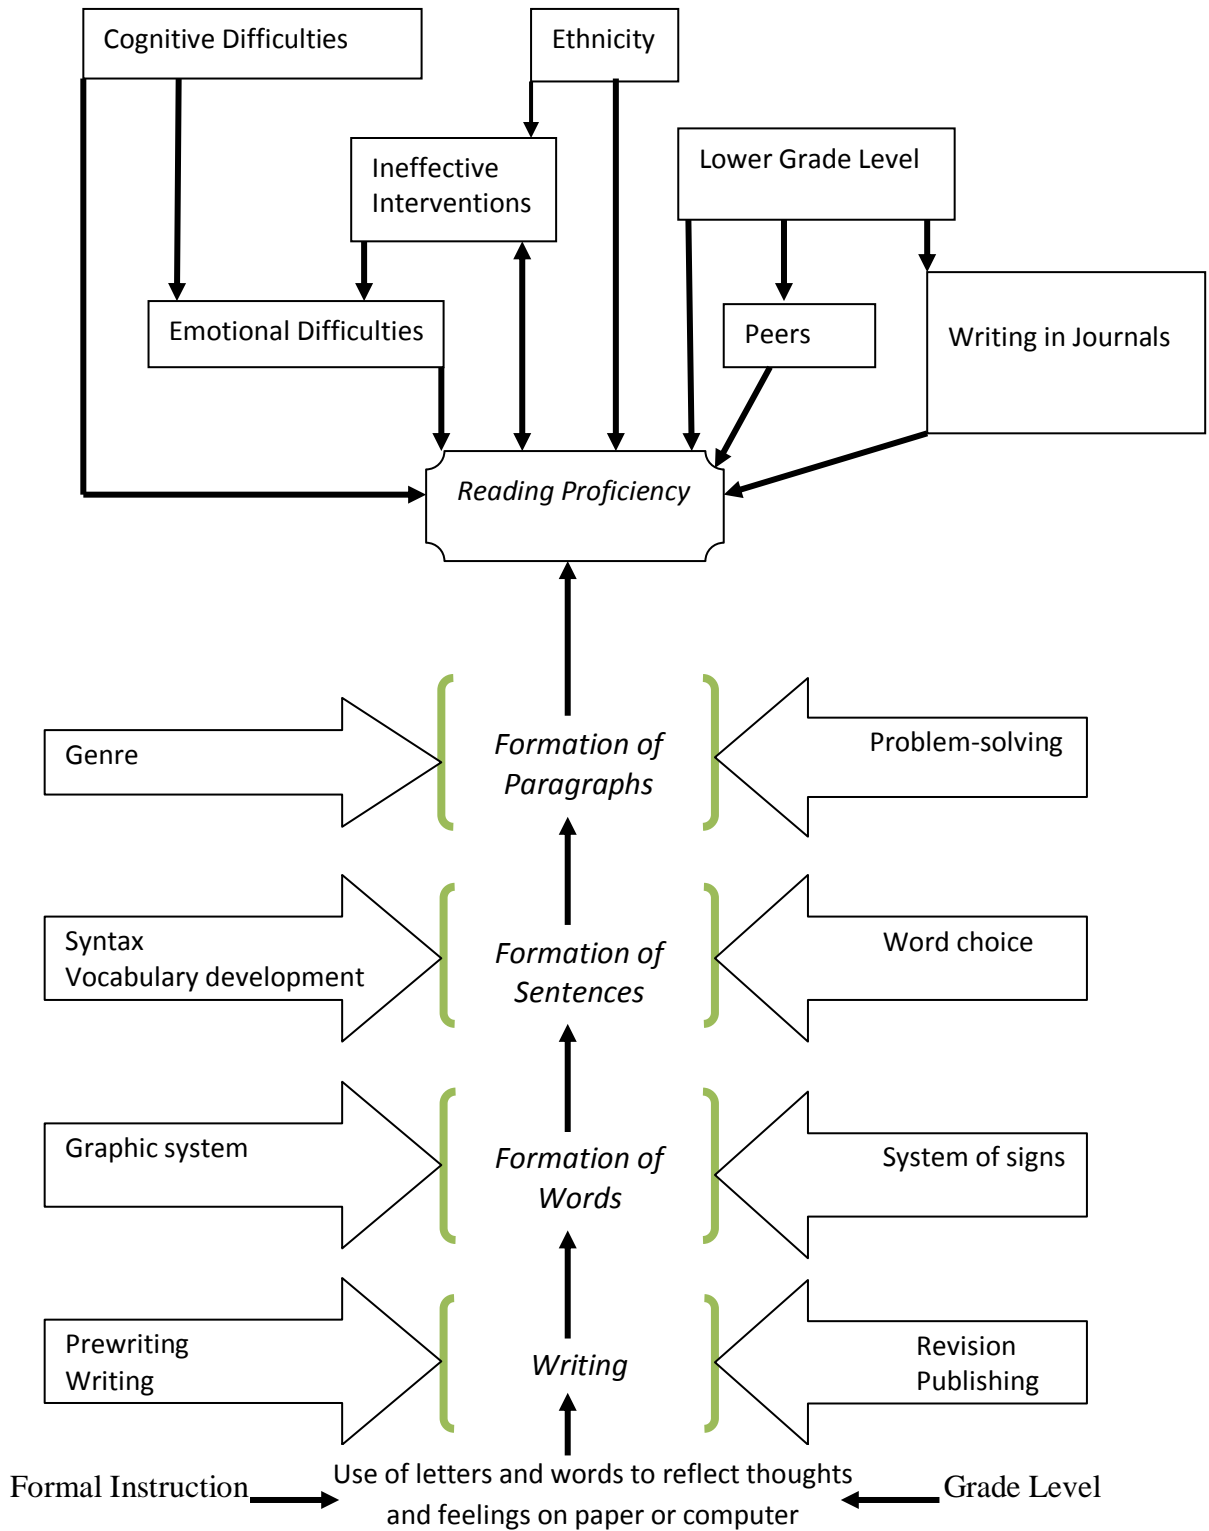 Cognitive Difficulties
Ethnicity
Ineffective
Interventions
Lower Grade Level
Emotional Difficulties
Peers
Writing in Journals
Reading Proficiency
Genre
Formation of
Paragraphs
Problem-solving
Syntax
Vocabulary development
Formation of
Sentences
Word choice
Graphic system
Formation of
Words
System of signs
Prewriting
Writing
Writing
Revision
Publishing
Formal Instruction
Use of letters and words to reflect thoughts
and feelings on paper or computer
Grade Level